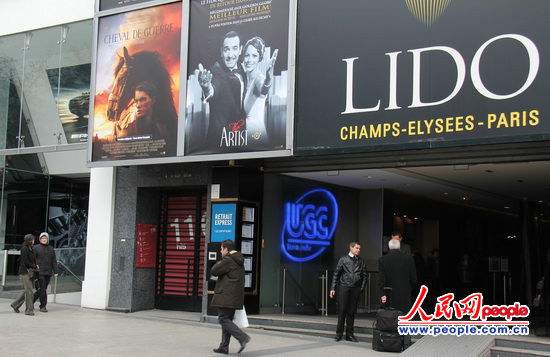 CHEVAL DE GUERRE
MEILLEUR FILM
THE
ARTIST
LIDO
CHAMPS-ELYSEES-PARIS
RETRAIT
EXPRESS
UGC
人民网 people
www.people.com.cn